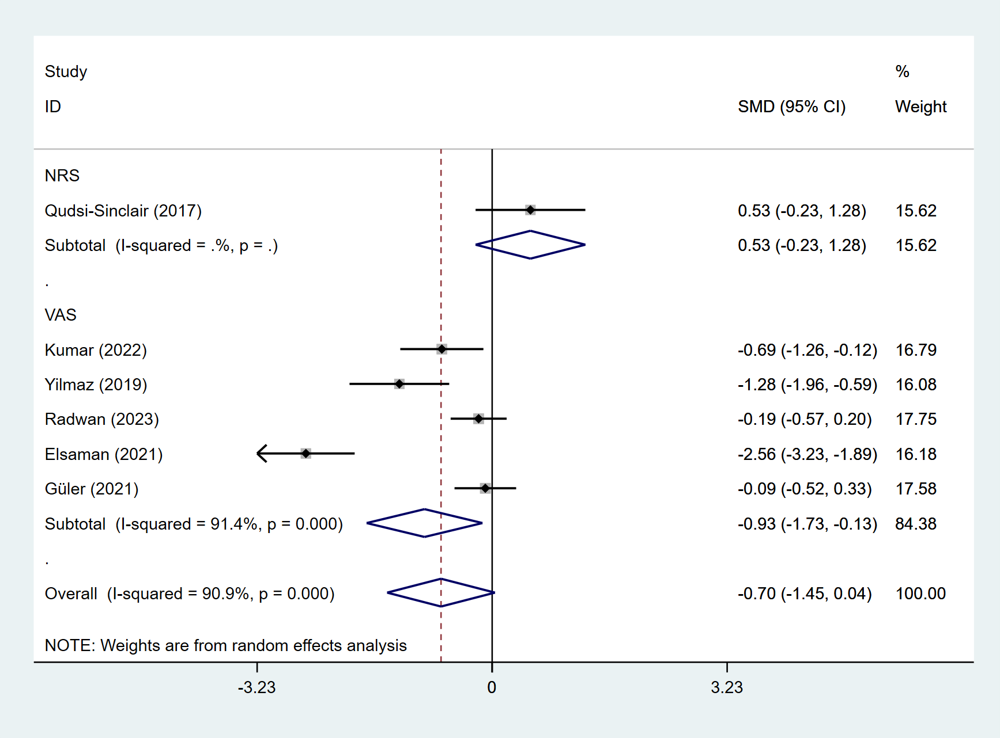 Study %
ID SMD (95% CI) Weight
NRS
Qudsi-Sinclair (2017) 0.53 (-0.23, 1.28) 15.62
Subtotal (I-squared = .%, p = .) 0.53 (-0.23, 1.28) 15.62
.
VAS
Kumar (2022) -0.69 (-1.26, -0.12) 16.79
Yilmaz (2019) -1.28 (-1.96, -0.59) 16.08
Radwan (2023) -0.19 (-0.57, 0.20) 17.75
Elsaman (2021) -2.56 (-3.23, -1.89) 16.18
Güler (2021) -0.09 (-0.52, 0.33) 17.58
Subtotal (I-squared = 91.4%, p = 0.000) -0.93 (-1.73, -0.13) 84.38
.
Overall (I-squared = 90.9%, p = 0.000) -0.70 (-1.45, 0.04) 100.00
NOTE: Weights are from random effects analysis
-3.23 0 3.23